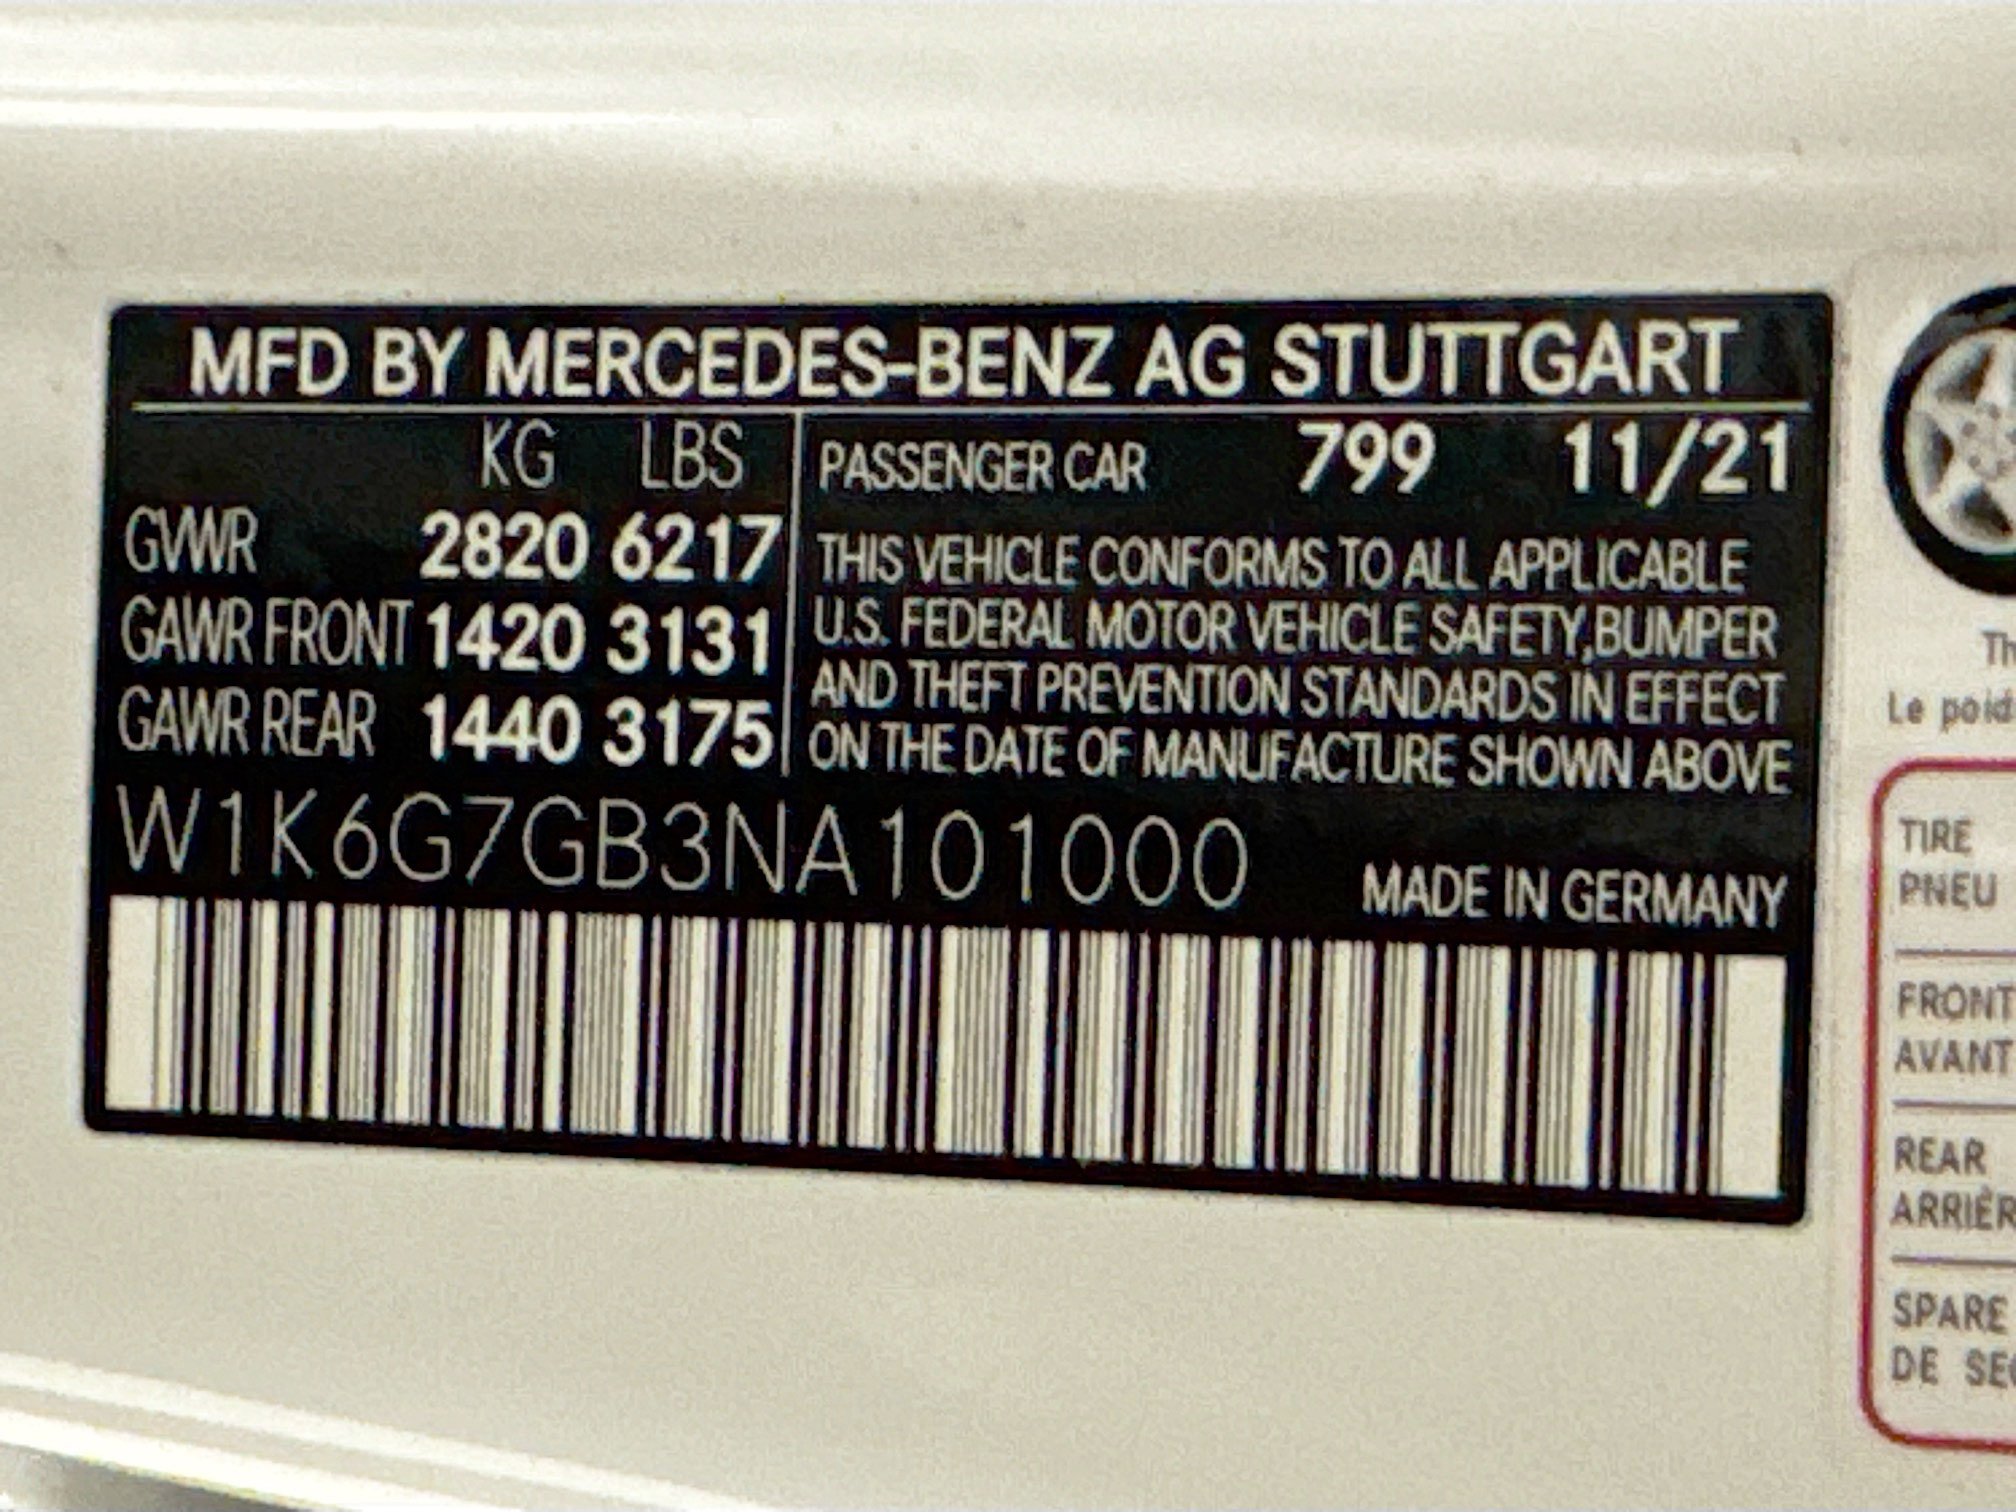 MFD BY MERCEDES-BENZ AG STUTTGART
KG LBS
GVWR 2820 6217
GAWR FRONT 1420 3131
GAWR REAR 1440 3175
PASSENGER CAR 799 11/21
THIS VEHICLE CONFORMS TO ALL APPLICABLE
U.S. FEDERAL MOTOR VEHICLE SAFETY,BUMPER
AND THEFT PREVENTION STANDARDS IN EFFECT
ON THE DATE OF MANUFACTURE SHOWN ABOVE
W1K6G7GB3NA101000
MADE IN GERMANY
Le
TIRE
PNEU
FRONT
AVANT
REAR
SPARE
DE